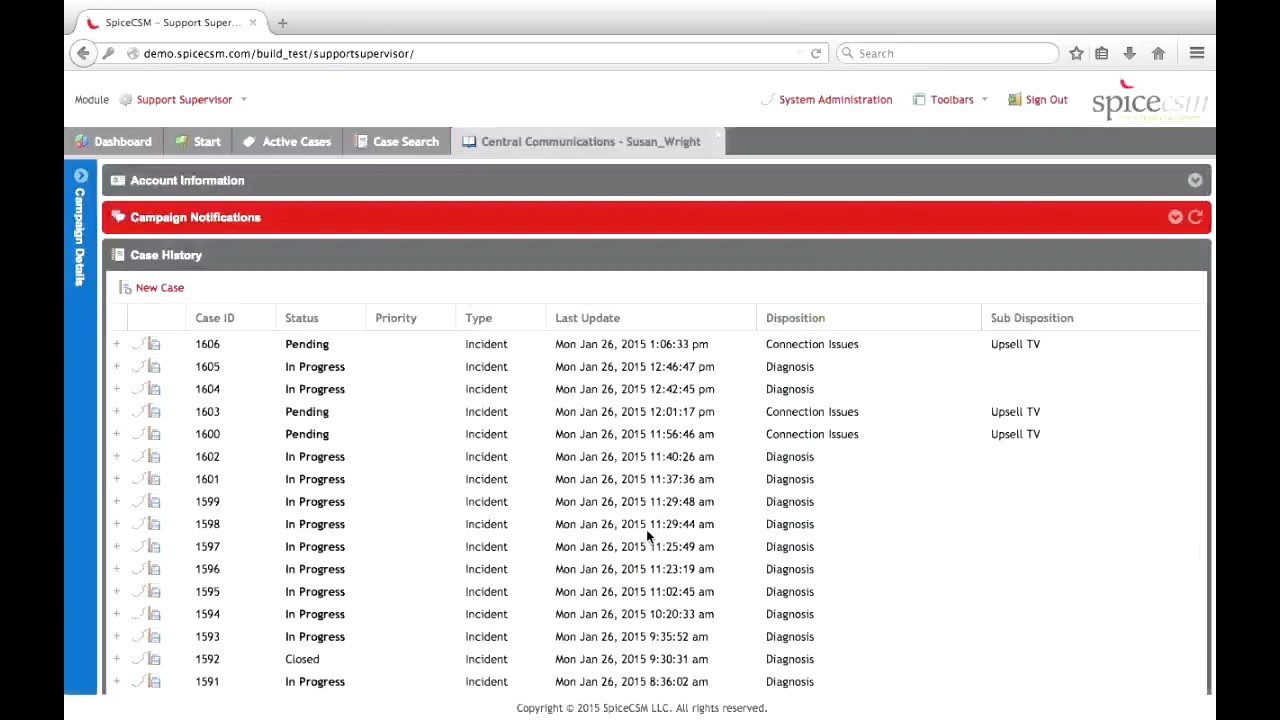 SpiceCSM – Support Super...
demo.spicecsm.com/build_test/supportsupervisor/
Search
Module Support Supervisor
System Administration Toolbars Sign Out
spicecsm
Dashboard Start Active Cases Case Search Central Communications - Susan_Wright
Campaign Details
Account Information
Campaign Notifications
Case History
New Case
Case ID Status Priority Type Last Update Disposition Sub Disposition
1606 Pending Incident Mon Jan 26, 2015 1:06:33 pm Connection Issues Upsell TV
1605 In Progress Incident Mon Jan 26, 2015 12:46:47 pm Diagnosis
1604 In Progress Incident Mon Jan 26, 2015 12:42:45 pm Diagnosis
1603 Pending Incident Mon Jan 26, 2015 12:01:17 pm Connection Issues Upsell TV
1600 Pending Incident Mon Jan 26, 2015 11:56:46 am Connection Issues Upsell TV
1602 In Progress Incident Mon Jan 26, 2015 11:40:26 am Diagnosis
1601 In Progress Incident Mon Jan 26, 2015 11:37:36 am Diagnosis
1599 In Progress Incident Mon Jan 26, 2015 11:29:48 am Diagnosis
1598 In Progress Incident Mon Jan 26, 2015 11:29:44 am Diagnosis
1597 In Progress Incident Mon Jan 26, 2015 11:25:49 am Diagnosis
1596 In Progress Incident Mon Jan 26, 2015 11:23:19 am Diagnosis
1595 In Progress Incident Mon Jan 26, 2015 11:02:45 am Diagnosis
1594 In Progress Incident Mon Jan 26, 2015 10:20:33 am Diagnosis
1593 In Progress Incident Mon Jan 26, 2015 9:35:52 am Diagnosis
1592 Closed Incident Mon Jan 26, 2015 9:30:31 am Diagnosis
1591 In Progress Incident Mon Jan 26, 2015 8:36:02 am Diagnosis
Copyright © 2015 SpiceCSM LLC. All rights reserved.